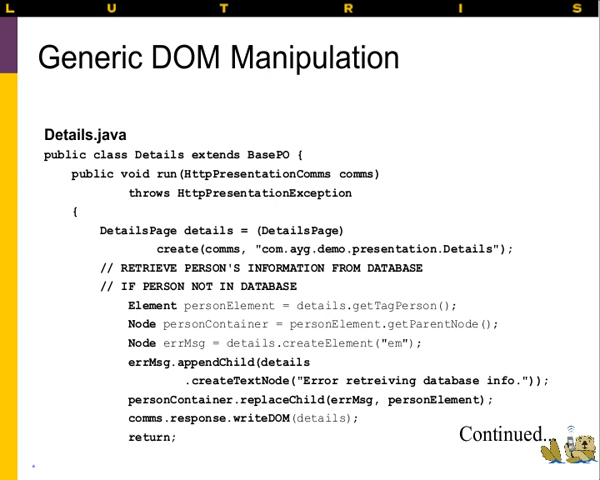 L U T R I S
Generic DOM Manipulation
Details.java
public class Details extends BasePO {
public void run(HttpPresentationComms comms)
throws HttpPresentationException
{
DetailsPage details = (DetailsPage)
create(comms, "com.ayg.demo.presentation.Details");
// RETRIEVE PERSON'S INFORMATION FROM DATABASE
// IF PERSON NOT IN DATABASE
Element personElement = details.getTagPerson();
Node personContainer = personElement.getParentNode();
Node errMsg = details.createElement("em");
errMsg.appendChild(details
.createTextNode("Error retreiving database info."));
personContainer.replaceChild(errMsg, personElement);
comms.response.writeDOM(details);
return;
Continued...